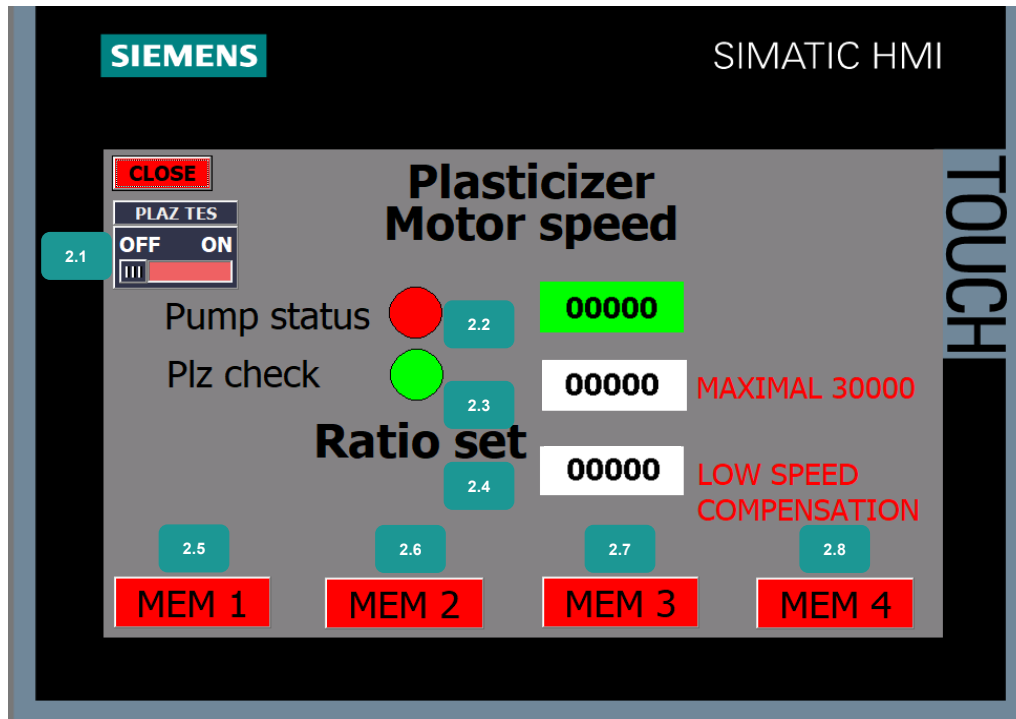 SIEMENS
SIMATIC HMI
TOUCH
CLOSE
Plasticizer
Motor speed
PLAZ TES
OFF ON
2.1
Pump status
2.2
00000
Plz check
2.3
00000
MAXIMAL 30000
Ratio set
2.4
00000
LOW SPEED
COMPENSATION
2.5 2.6 2.7 2.8
MEM 1 MEM 2 MEM 3 MEM 4